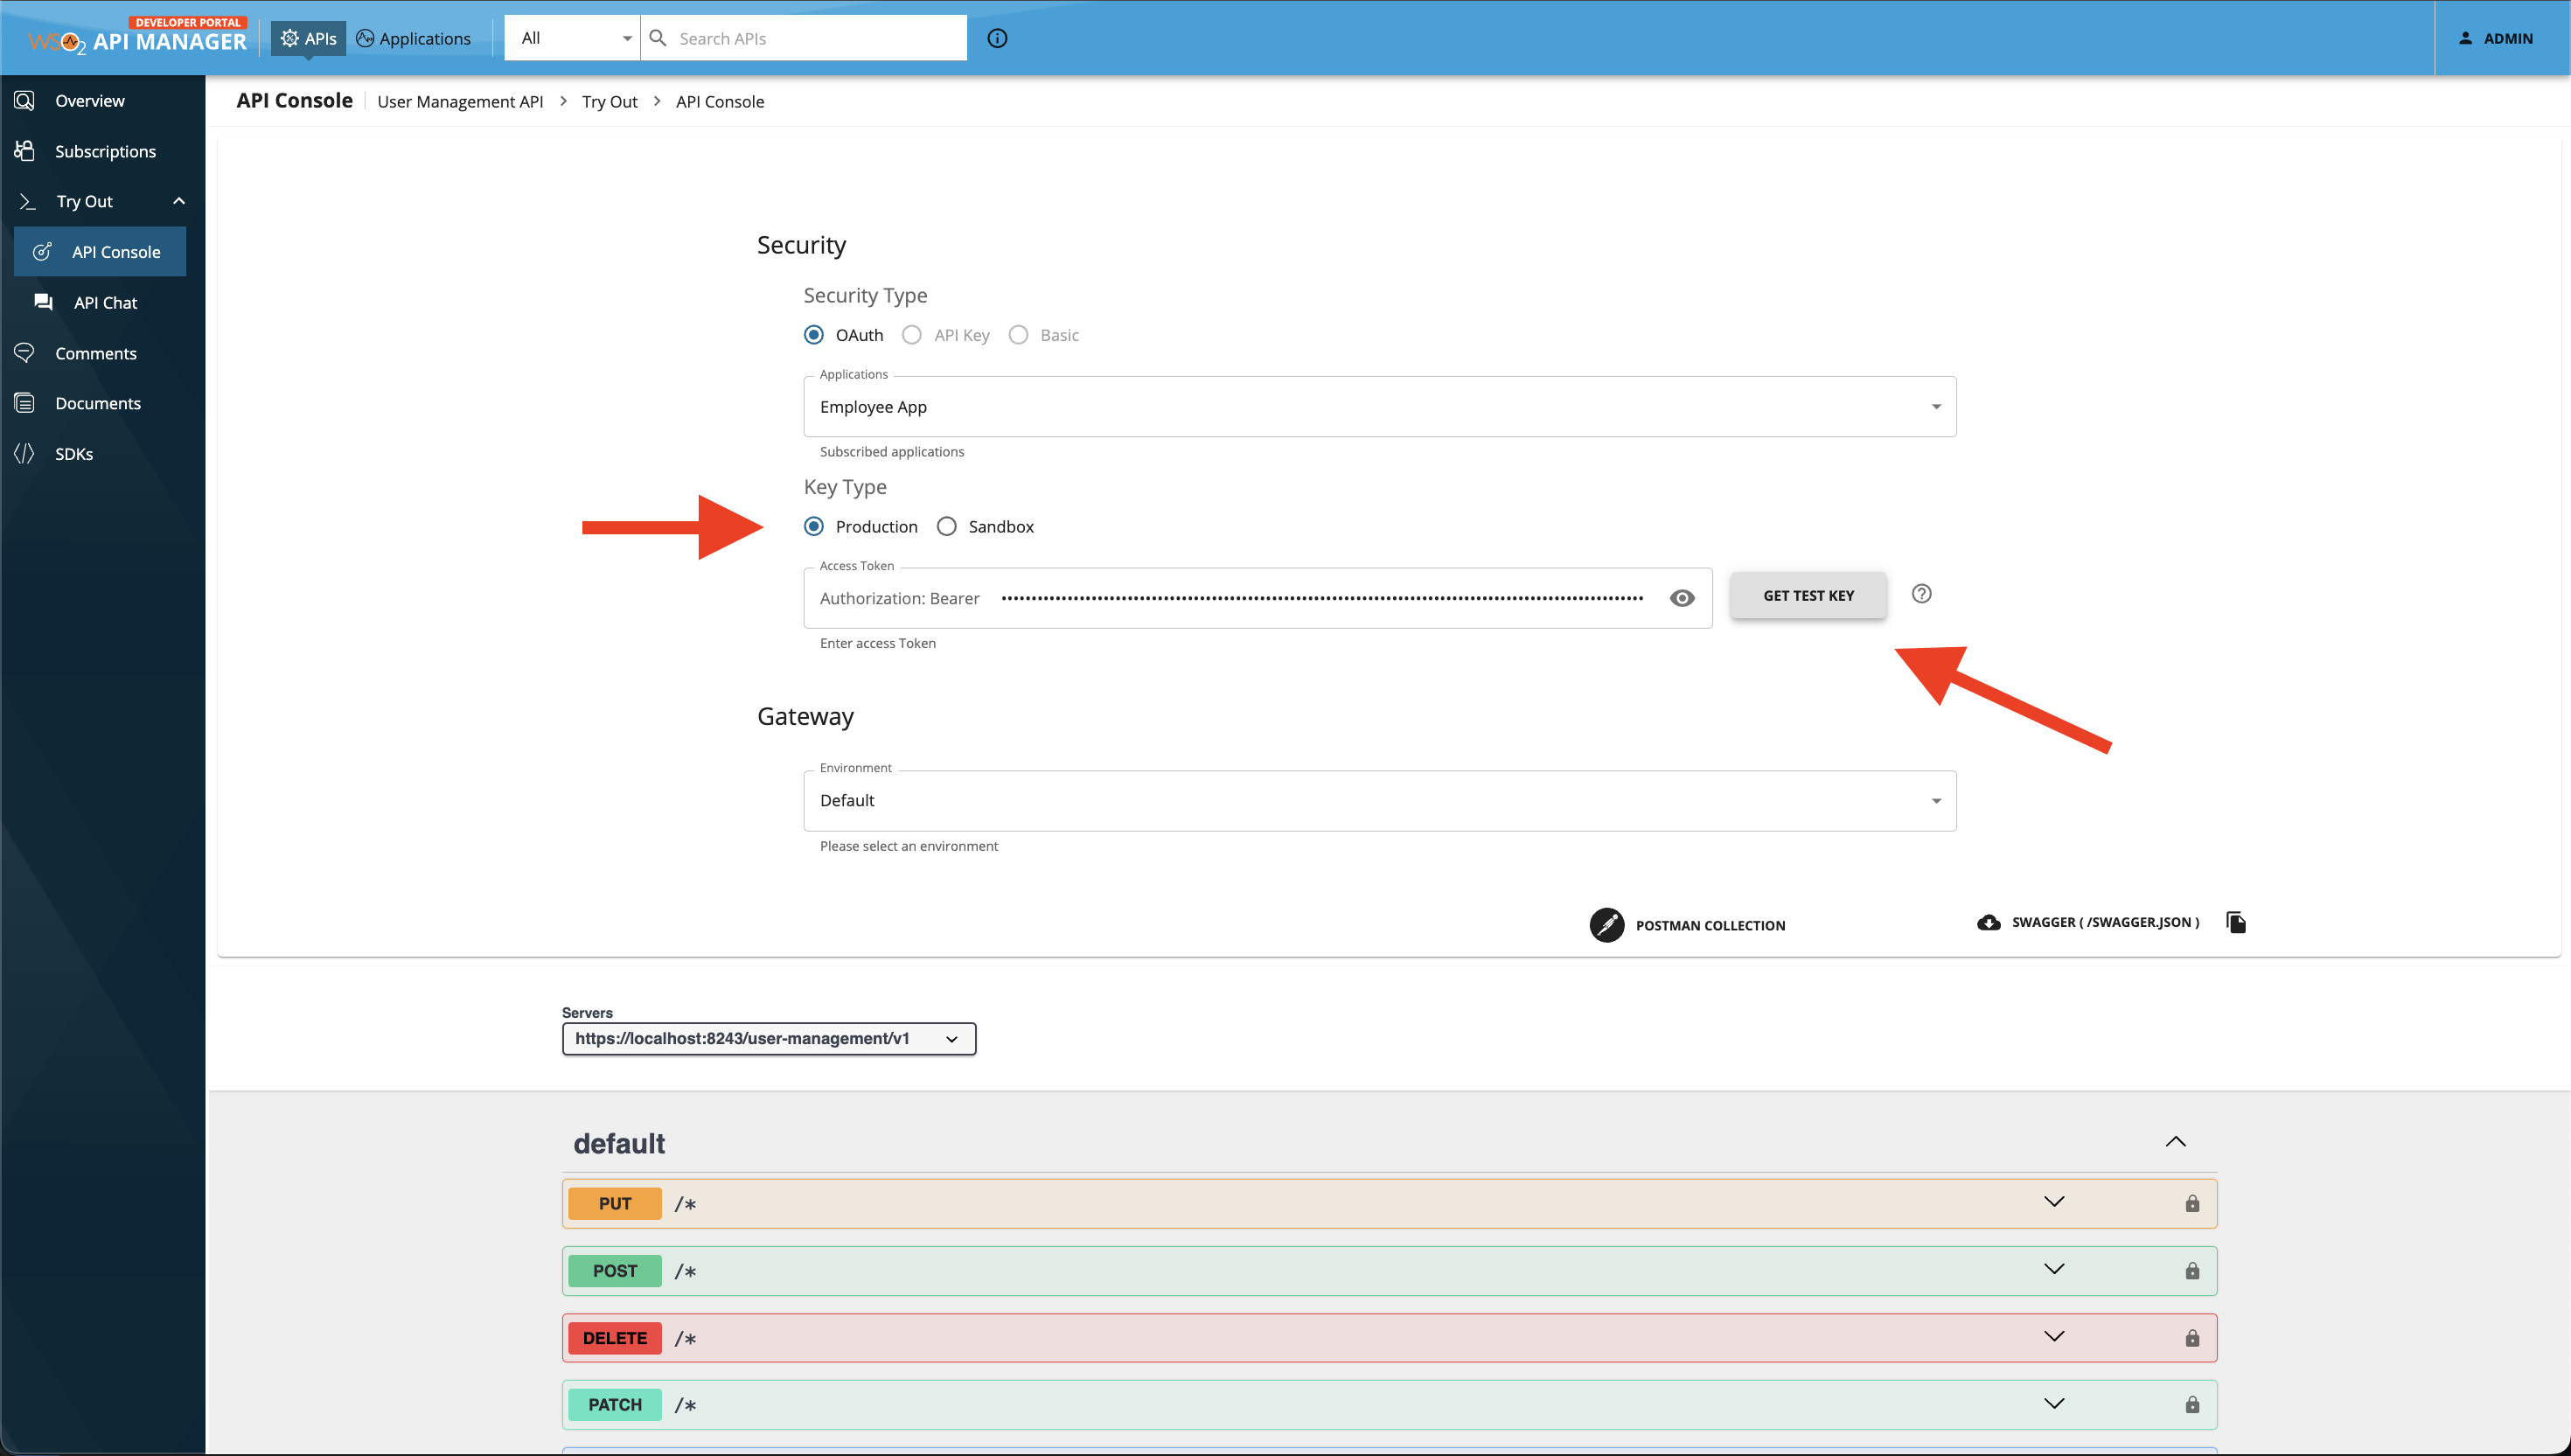 DEVELOPER PORTAL
WSO2 API MANAGER
APIs
Applications
All
Search APIs
ADMIN
Overview
Subscriptions
Try Out
API Console
API Chat
Comments
Documents
SDKs
API Console
User Management API > Try Out > API Console
Security
Security Type
OAuth
API Key
Basic
Applications
Employee App
Subscribed applications
Key Type
Production
Sandbox
Access Token
Authorization: Bearer
GET TEST KEY
Enter access Token
Gateway
Environment
Default
Please select an environment
POSTMAN COLLECTION
SWAGGER ( /SWAGGER.JSON )
Servers
https://localhost:8243/user-management/v1
default
PUT /*
POST /*
DELETE /*
PATCH /*